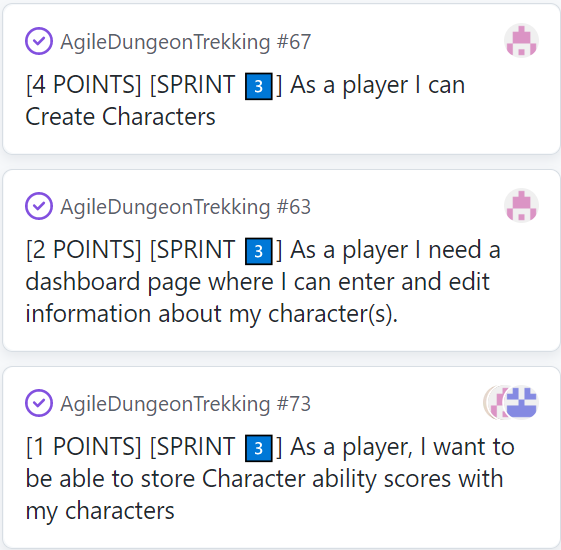 AgileDungeonTrekking #67
[4 POINTS] [SPRINT 3] As a player I can
Create Characters
AgileDungeonTrekking #63
[2 POINTS] [SPRINT 3] As a player I need a
dashboard page where I can enter and edit
information about my character(s).
AgileDungeonTrekking #73
[1 POINTS] [SPRINT 3] As a player, I want to
be able to store Character ability scores with
my characters